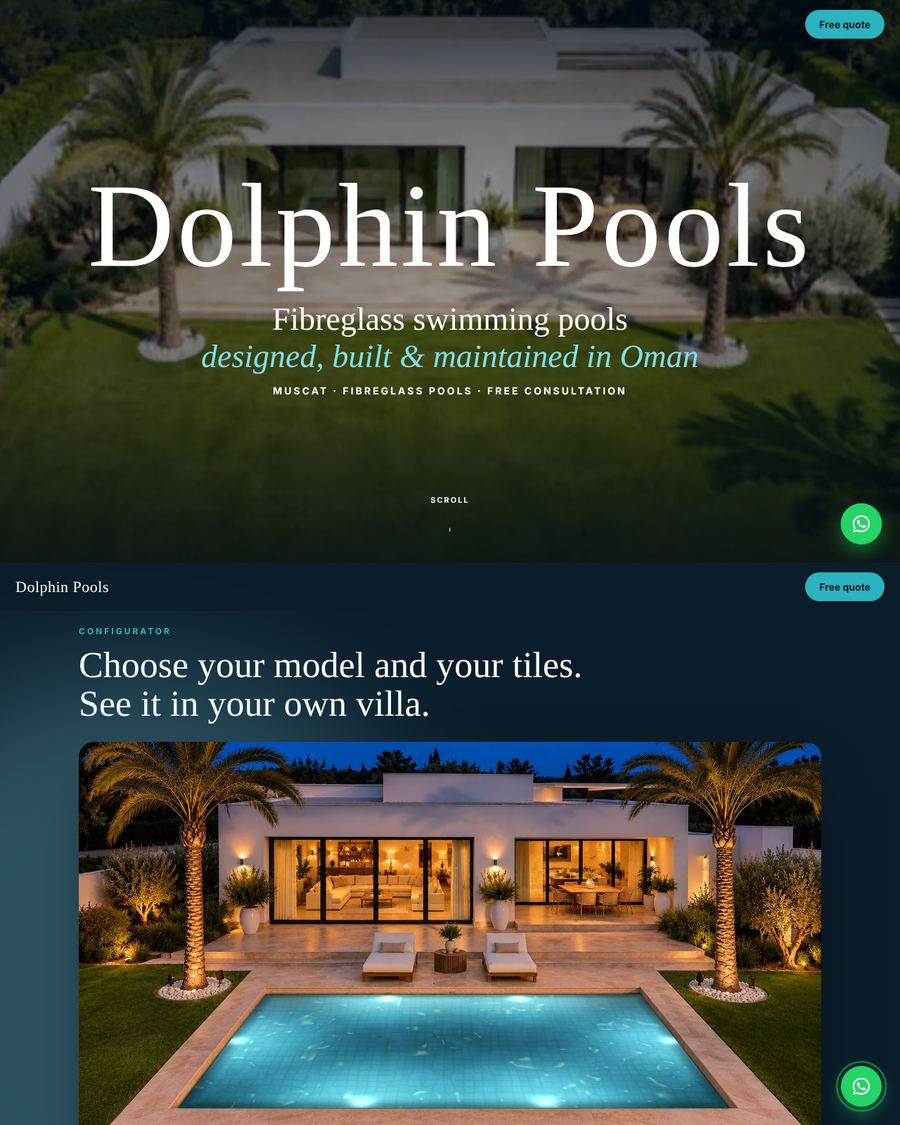 Free quote
Dolphin Pools
Fibreglass swimming pools
designed, built & maintained in Oman
MUSCAT · FIBREGLASS POOLS · FREE CONSULTATION
SCROLL
Dolphin Pools
Free quote
CONFIGURATOR
Choose your model and your tiles.
See it in your own villa.